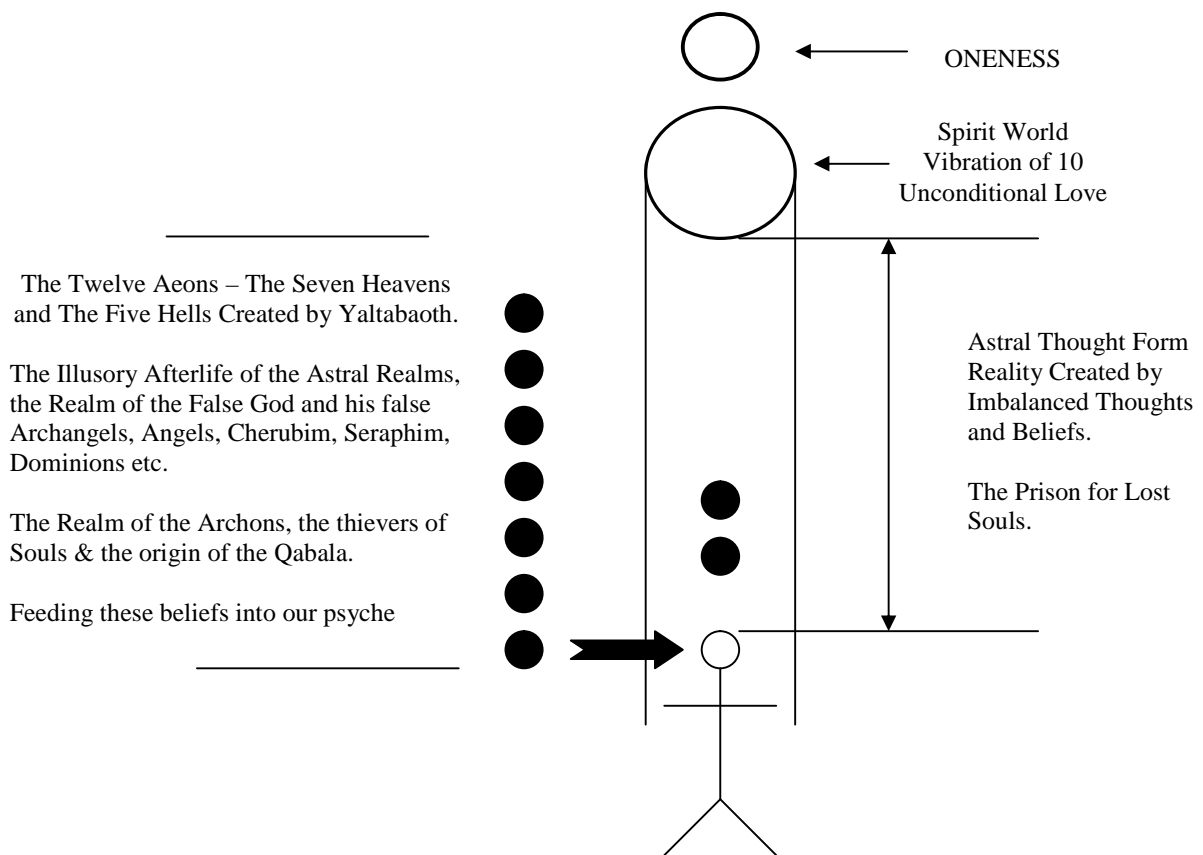 ONENESS
Spirit World
Vibration of 10
Unconditional Love
The Twelve Aeons – The Seven Heavens
and The Five Hells Created by Yaltabaoth.
The Illusory Afterlife of the Astral Realms,
the Realm of the False God and his false
Archangels, Angels, Cherubim, Seraphim,
Dominions etc.
The Realm of the Archons, the thievers of
Souls & the origin of the Qabala.
Feeding these beliefs into our psyche
Astral Thought Form
Reality Created by
Imbalanced Thoughts
and Beliefs.
The Prison for Lost
Souls.